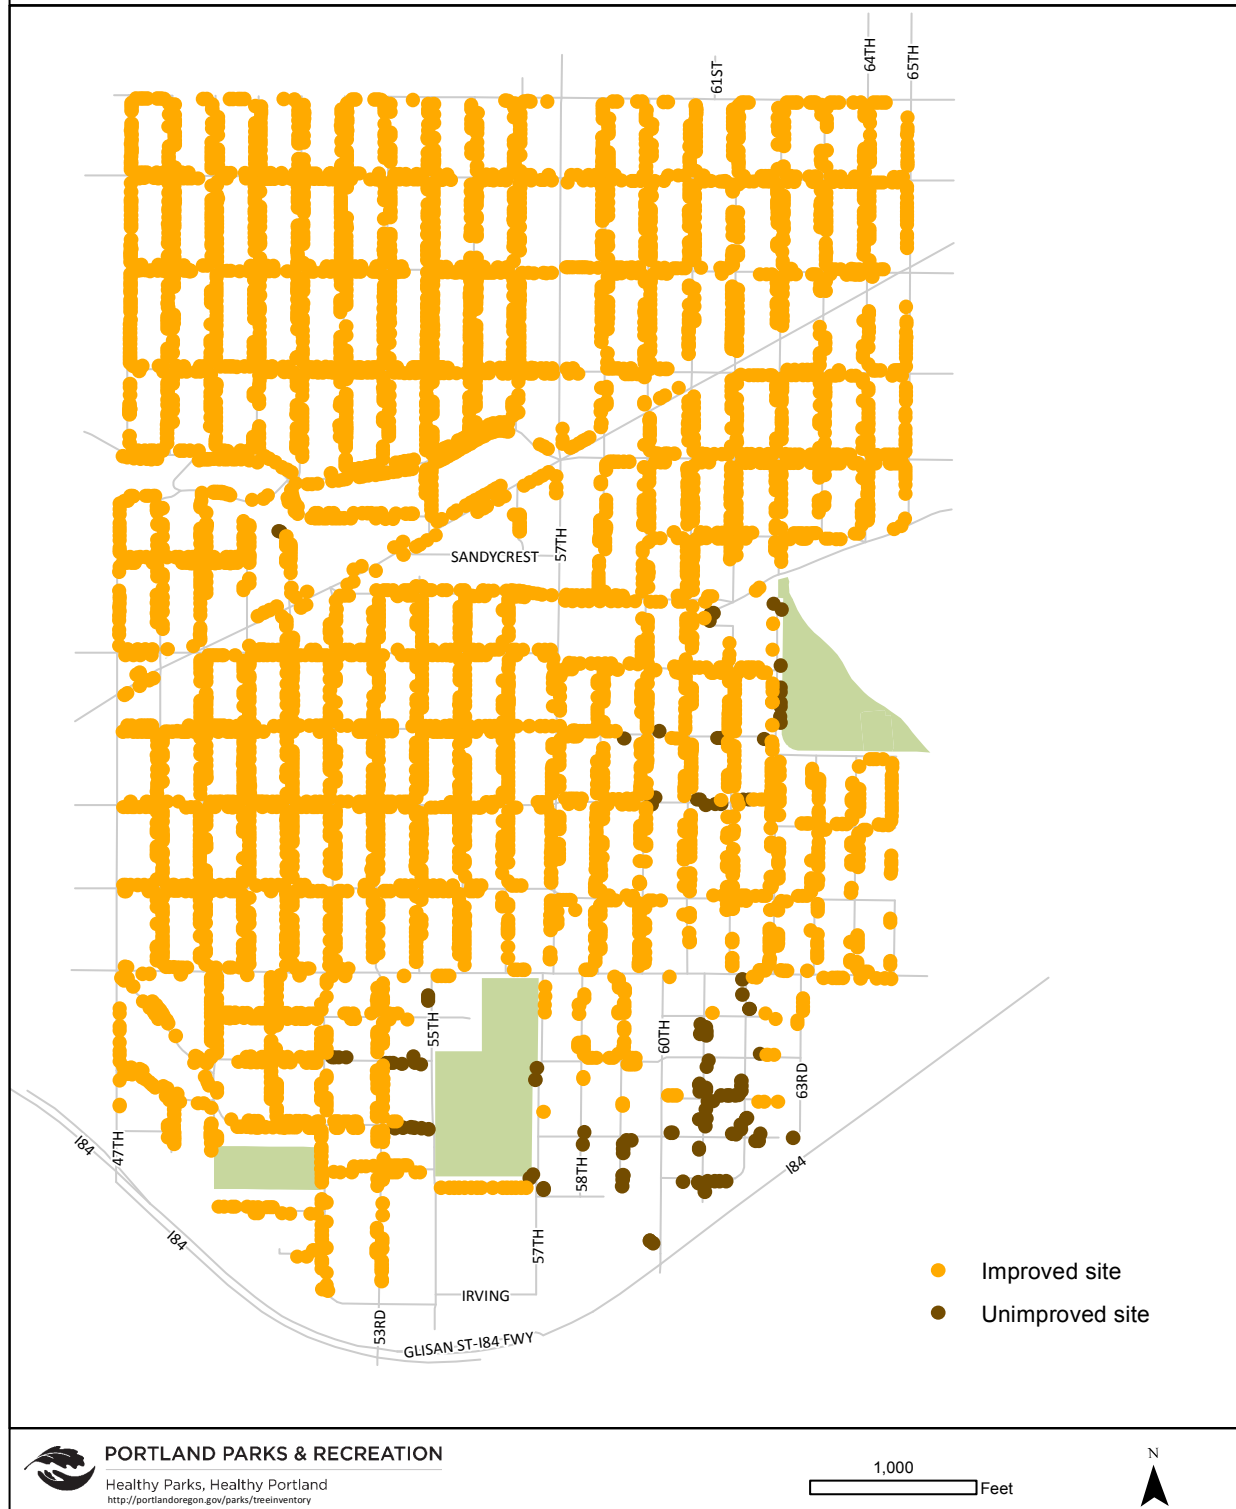 61ST
64TH
65TH
SANDYCREST
57TH
55TH
60TH
63RD
47TH
I84
58TH
I84
I84
57TH
IRVING
53RD
GLISAN ST-I84 FWY
Improved site
Unimproved site
PORTLAND PARKS & RECREATION
Healthy Parks, Healthy Portland
http://portlandoregon.gov/parks/treeinventory
1,000
Feet
N